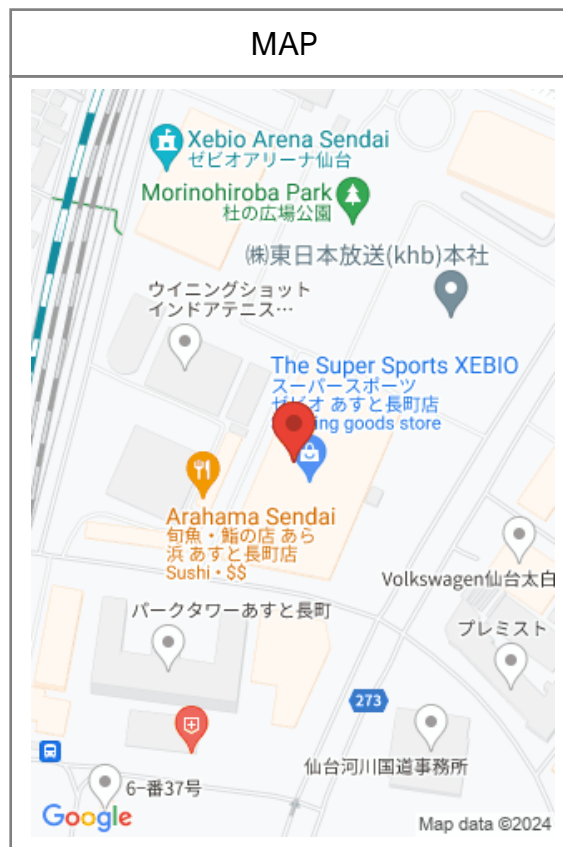 MAP
Xebio Arena Sendai
ゼビオアリーナ仙台
Morinohiroba Park
杜の広場公園
㈱東日本放送(khb)本社
ウイニングショット
インドアテニス…
The Super Sports XEBIO
スーパースポーツ
ゼビオ あすと長町店
ing goods store
Arahama Sendai
旬魚・鮨の店 あら
浜 あすと長町店
Sushi・$$
Volkswagen仙台太白
パークタワーあすと長町
プレミスト
273
仙台河川国道事務所
6−番37号
Google
Map data ©2024